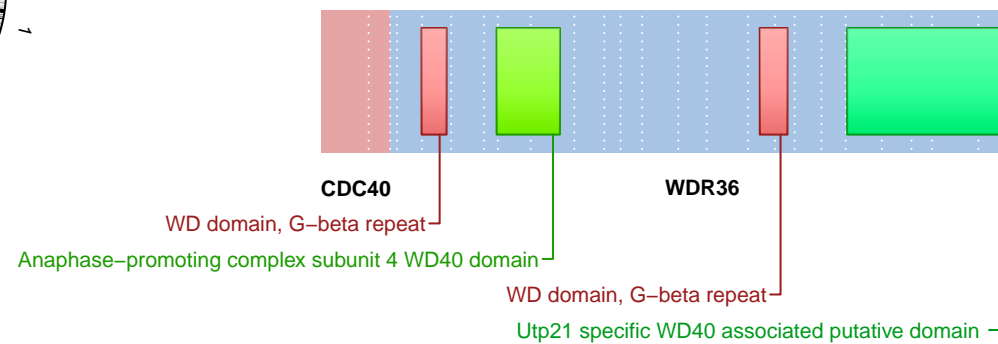 1
CDC40
WDR36
WD domain, G−beta repeat
Anaphase−promoting complex subunit 4 WD40 domain
WD domain, G−beta repeat
Utp21 specific WD40 associated putative domain